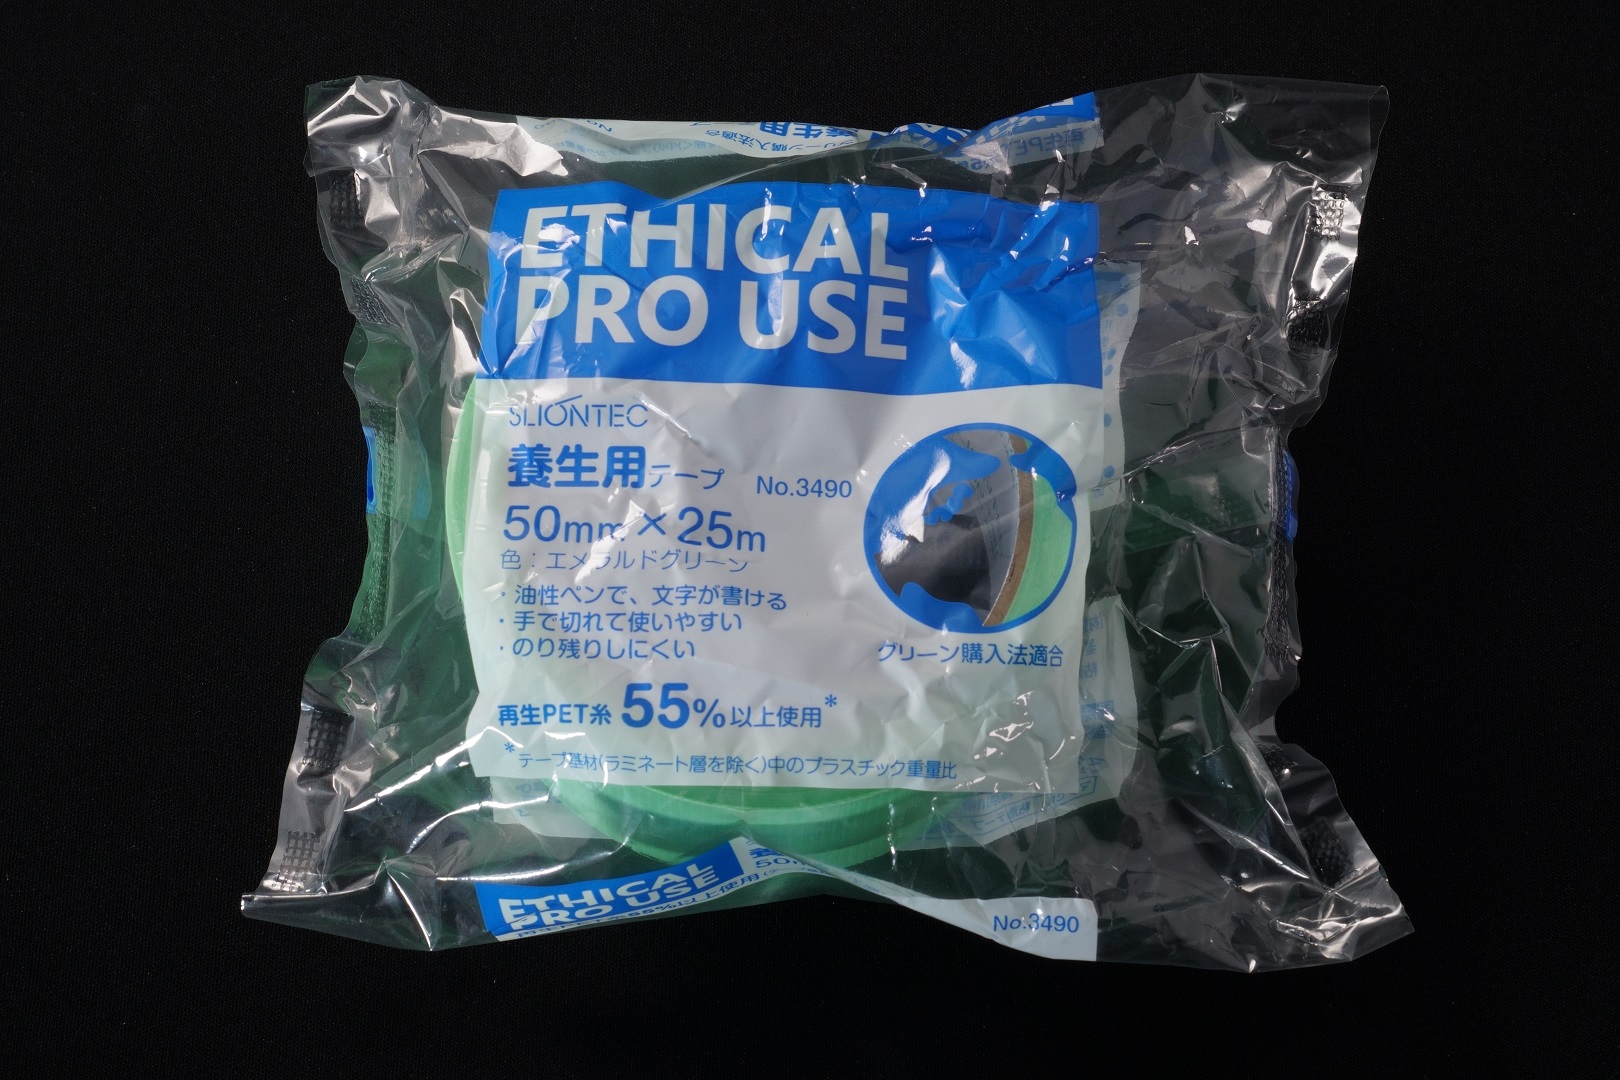 養生用
ETHICAL
PRO USE
SLIONTEC
養生用テープ No.3490
50mm×25m
色：エメラルドグリーン
・油性ペンで、文字が書ける
・手で切れて使いやすい
・のり残りしにくい
グリーン購入法適合
再生PET糸 55%以上使用*
*テープ基材(ラミネート層を除く)中のプラスチック重量比
ETHICAL
PRO USE
No.3490